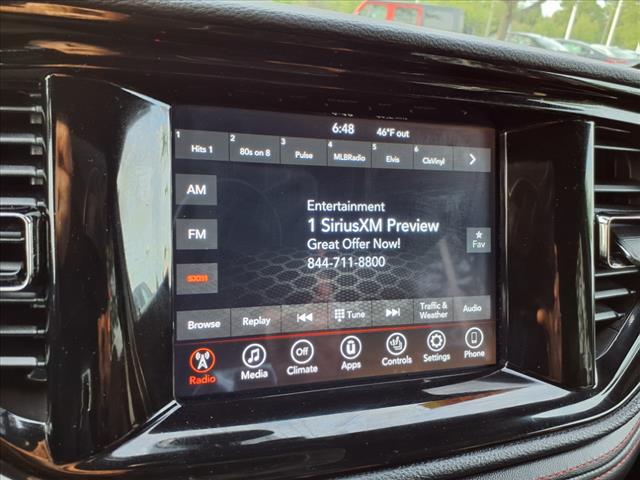 6:48 46°F out
1 Hits 1 2 80s on 8 3 Pulse 4 MLBRadio 5 Elvis 6 ClsVinyl
AM
FM
Entertainment
1 SiriusXM Preview
Great Offer Now!
844-711-8800
Fav
Browse Replay Tune Traffic & Weather Audio
Off
Radio Media Climate Apps Controls Settings Phone